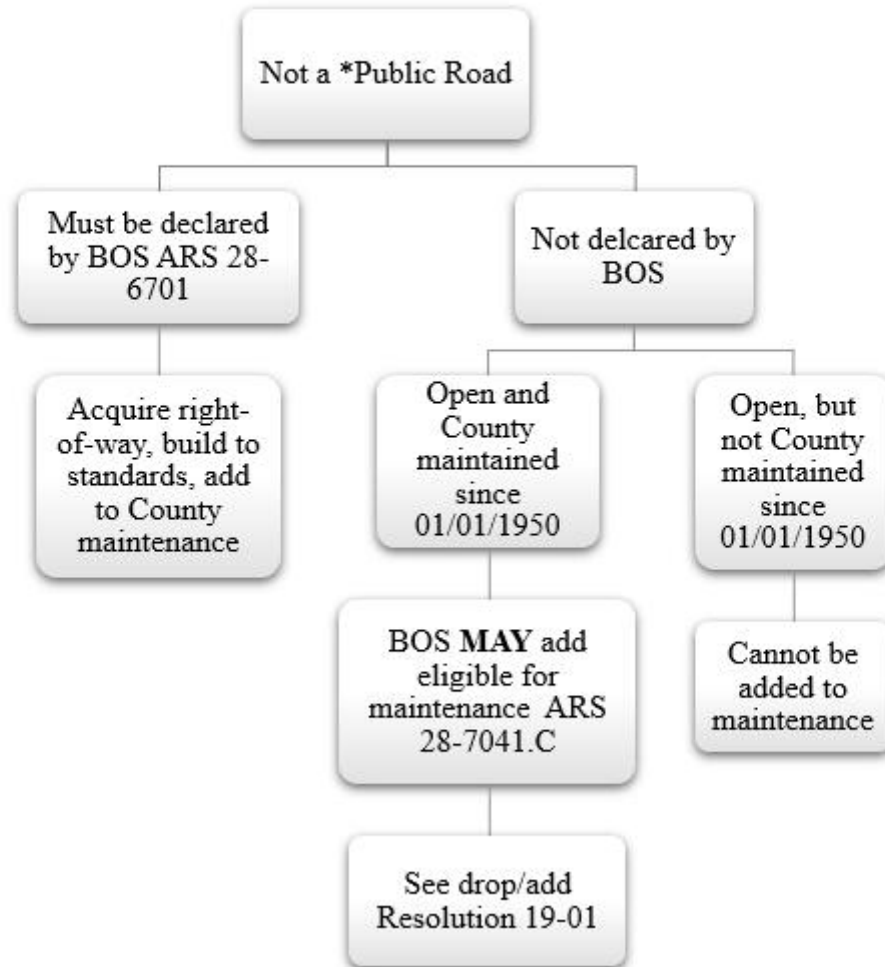 Not a *Public Road
Must be declared
by BOS ARS 28-
6701
Not delcared by
BOS
Acquire right-
of-way, build to
standards, add
to County
maintenance
Open and
County
maintained
since
01/01/1950
Open, but
not County
maintained
since
01/01/1950
BOS MAY add
eligible for
maintenance ARS
28-7041.C
Cannot be
added to
maintenance
See drop/add
Resolution 19-01